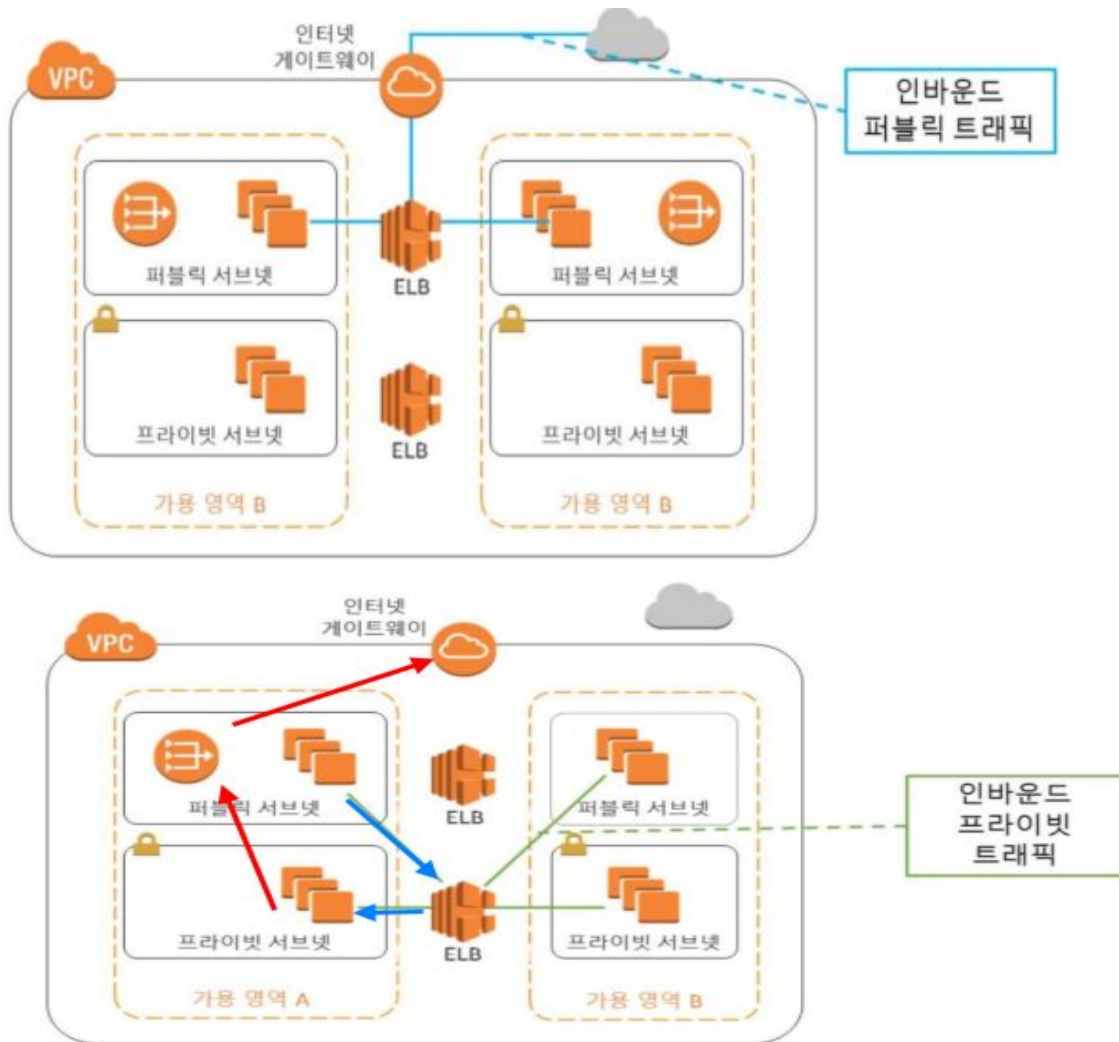 인터넷
게이트웨이
VPC
인바운드
퍼블릭 트래픽
퍼블릭 서브넷
ELB
퍼블릭 서브넷
프라이빗 서브넷
ELB
프라이빗 서브넷
가용 영역 B
가용 영역 B
인터넷
게이트웨이
VPC
퍼블릭 서브넷
ELB
퍼블릭 서브넷
인바운드
프라이빗
트래픽
프라이빗 서브넷
ELB
프라이빗 서브넷
가용 영역 A
가용 영역 B